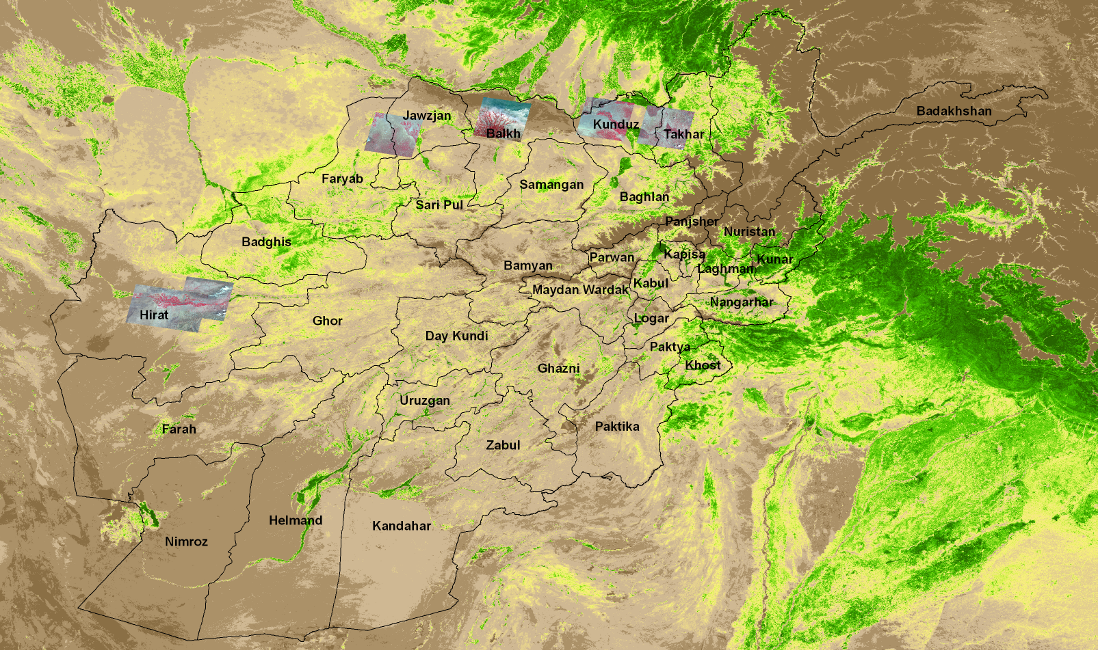 Badakhshan
Jawzjan
Kunduz
Balkh
Takhar
Faryab
Samangan
Baghlan
Sari Pul
Panjsher
Nuristan
Badghis
Parwan
Kapisa
Kunar
Bamyan
Laghman
Kabul
Maydan Wardak
Nangarhar
Hirat
Ghor
Logar
Day Kundi
Paktya
Khost
Ghazni
Uruzgan
Farah
Paktika
Zabul
Helmand
Kandahar
Nimroz